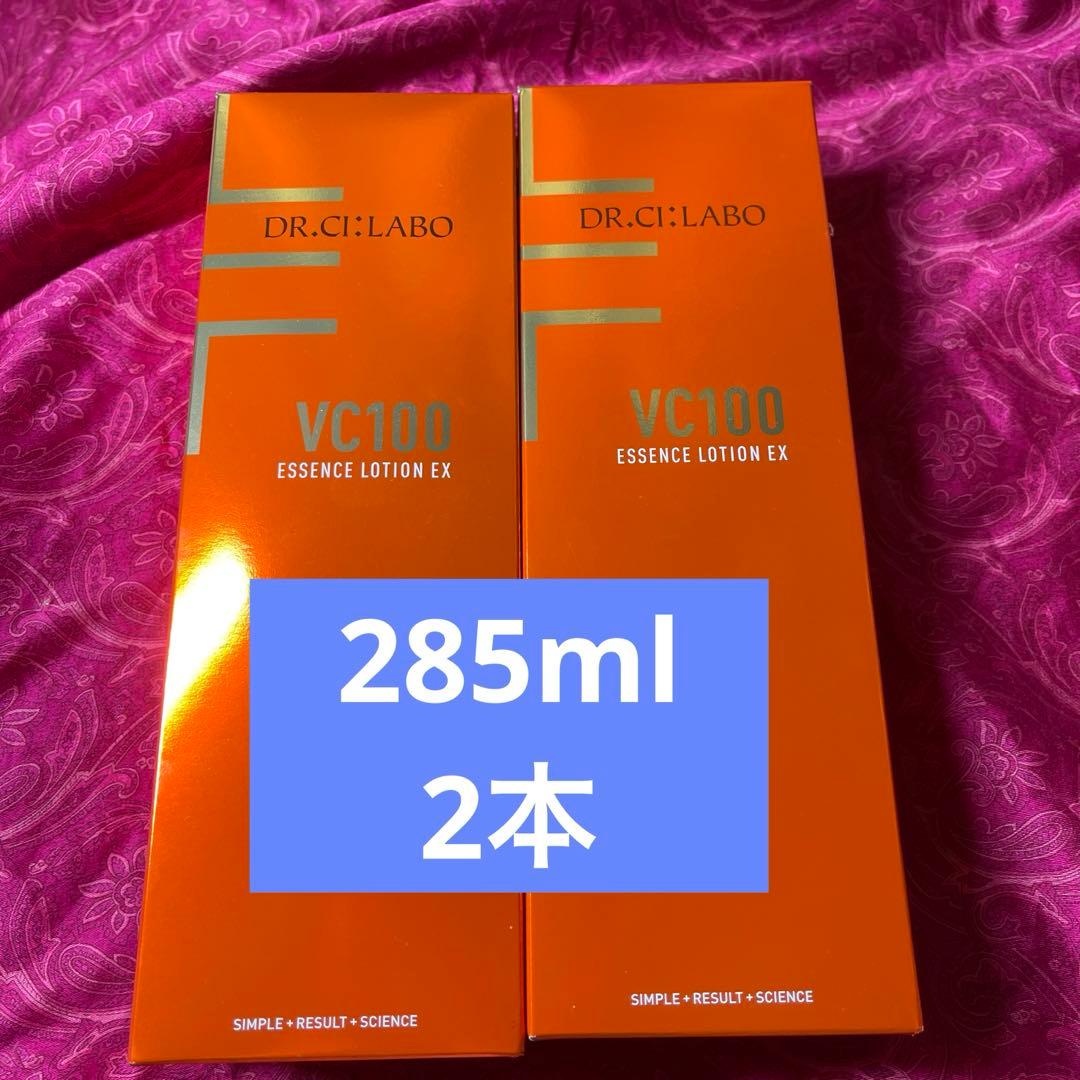 DR.CI:LABO
VC100
ESSENCE LOTION EX
SIMPLE+RESULT+SCIENCE
DR.CI:LABO
VC100
ESSENCE LOTION EX
SIMPLE+RESULT+SCIENCE
285ml
2本